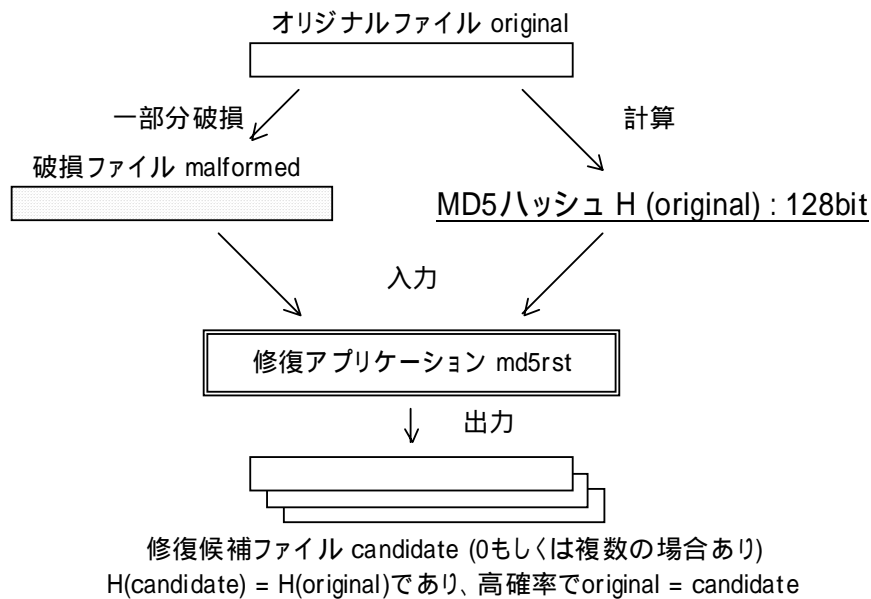 オリジナルファイル original
一部分破損
計算
破損ファイル malformed
MD5ハッシュ H (original) : 128bit
入力
修復アプリケーション md5rst
出力
修復候補ファイル candidate (0もしくは複数の場合あり)
H(candidate) = H(original)であり、高確率でoriginal = candidate